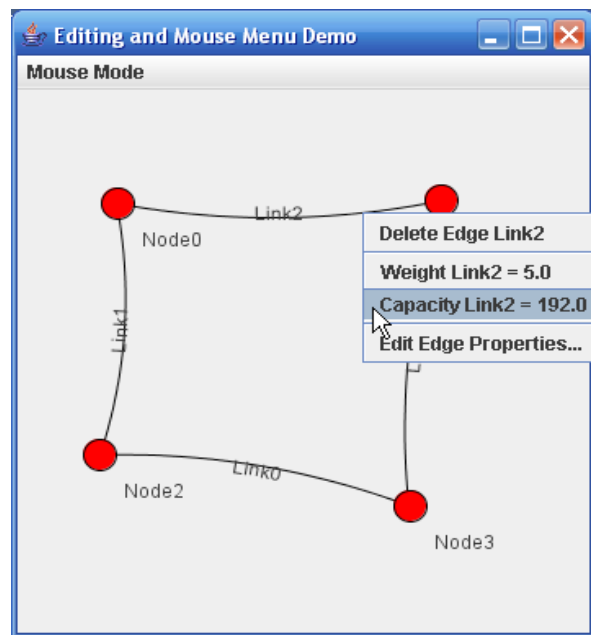 Editing and Mouse Menu Demo
Mouse Mode
Link2
Node0
Delete Edge Link2
Weight Link2 = 5.0
Capacity Link2 = 192.0
Edit Edge Properties...
Link1
Link0
Node2
Node3